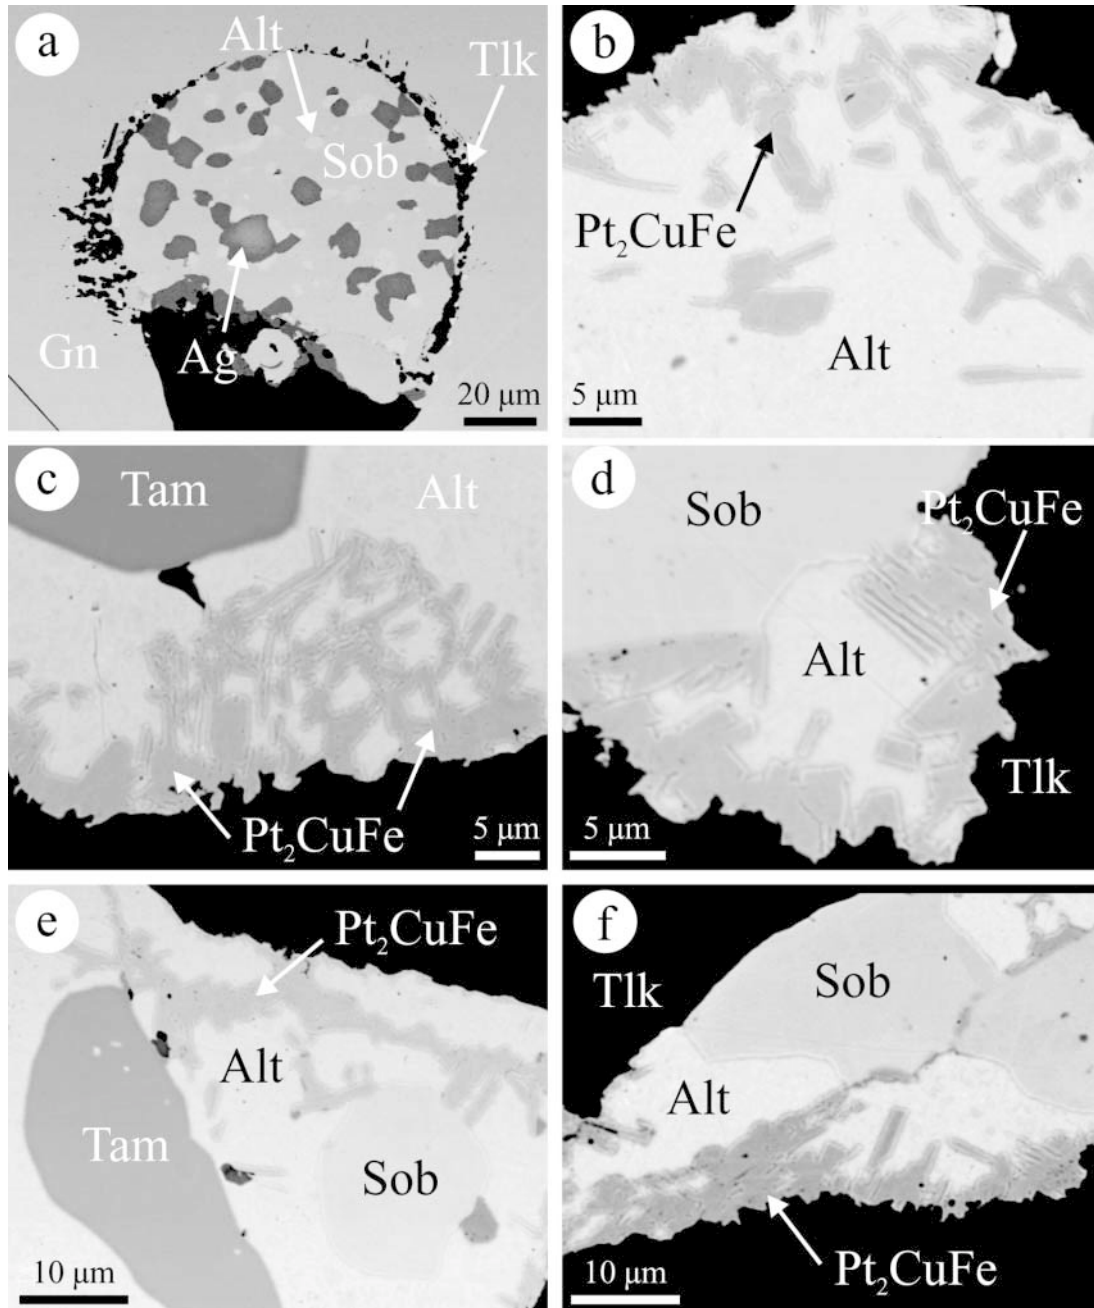 a
Alt
Tlk
Sob
Gn
Ag
20 µm
b
Pt₂CuFe
Alt
5 µm
c
Tam
Alt
Pt₂CuFe
5 µm
d
Sob
Pt₂CuFe
Alt
Tlk
5 µm
e
Pt₂CuFe
Alt
Tam
Sob
10 µm
f
Tlk
Sob
Alt
Pt₂CuFe
10 µm